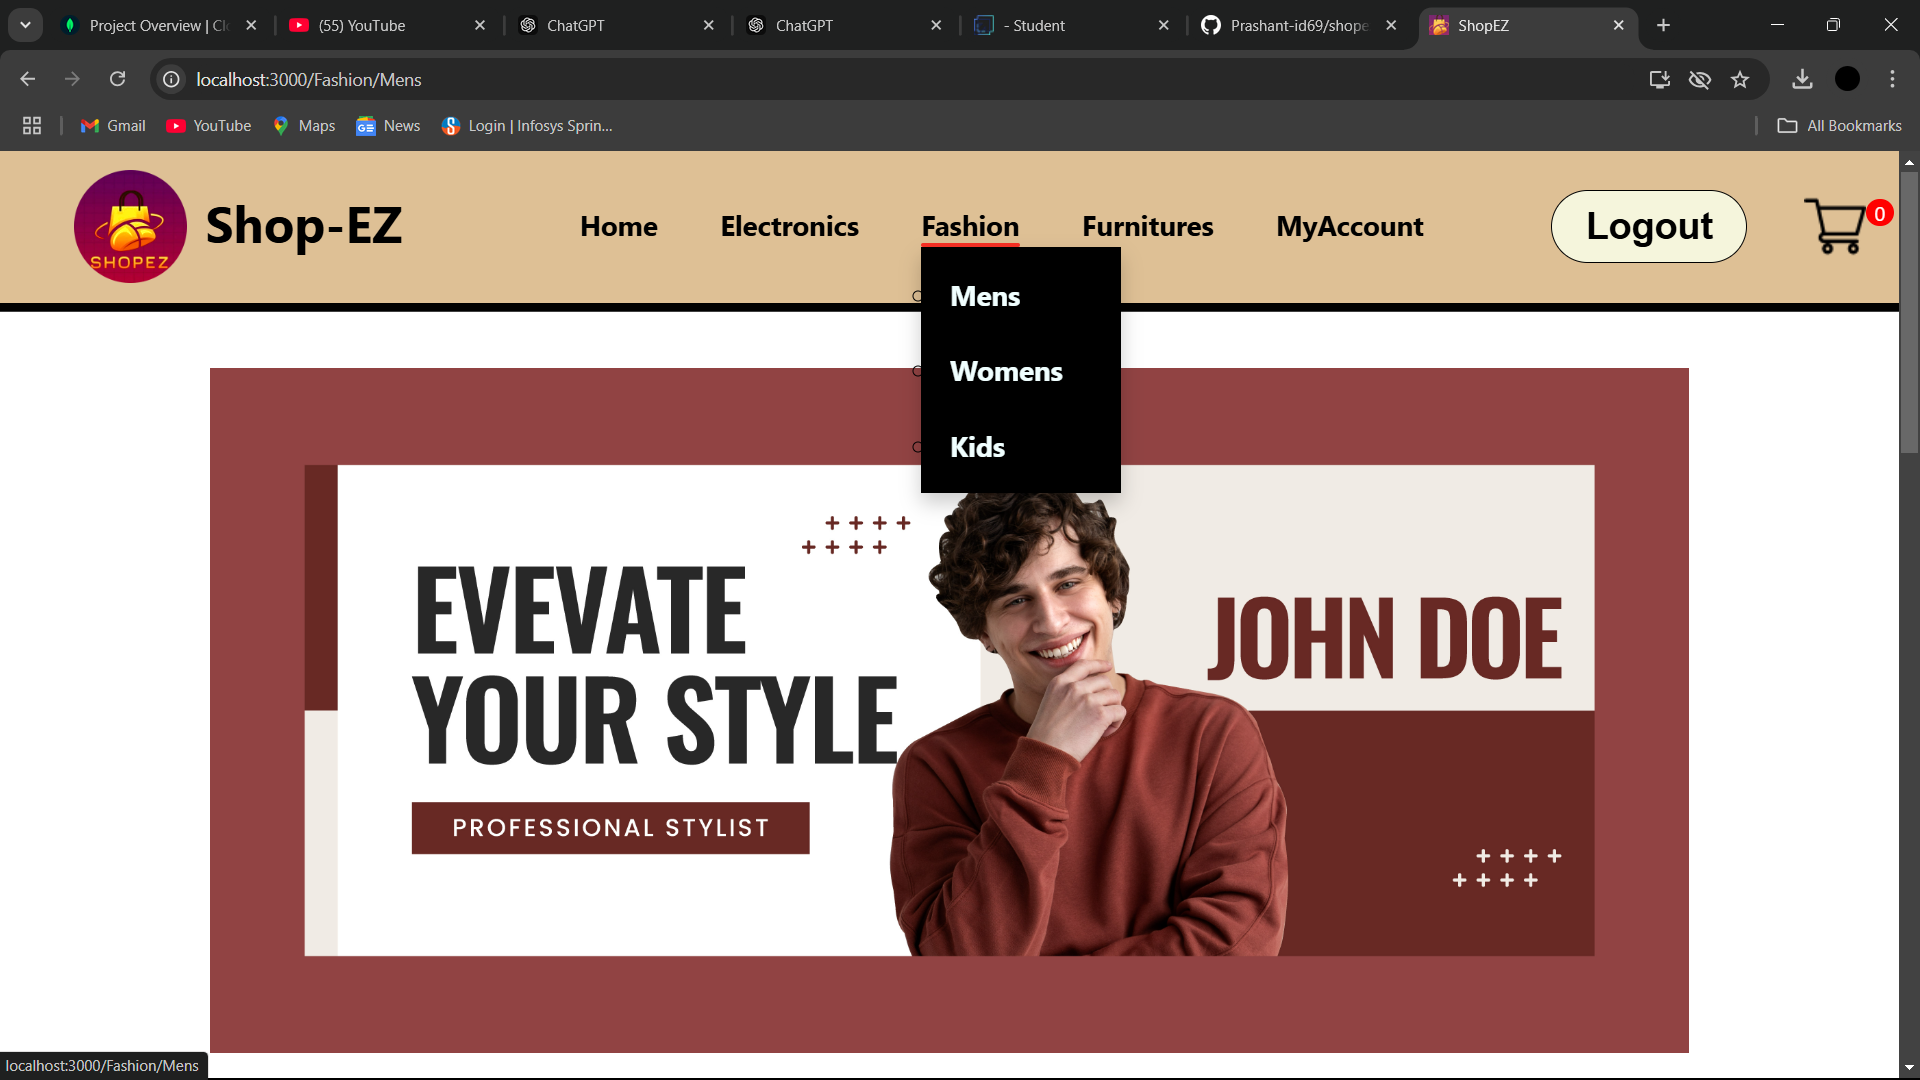 Project Overview | Cl
(55) YouTube
ChatGPT
ChatGPT
- Student
Prashant-id69/shope
ShopEZ
localhost:3000/Fashion/Mens
Gmail
YouTube
Maps
News
Login | Infosys Sprin...
All Bookmarks
SHOPEZ
Shop-EZ
Home
Electronics
Fashion
Furnitures
MyAccount
Logout
0
Mens
Womens
Kids
EVEVATE
YOUR STYLE
JOHN DOE
PROFESSIONAL STYLIST
localhost:3000/Fashion/Mens